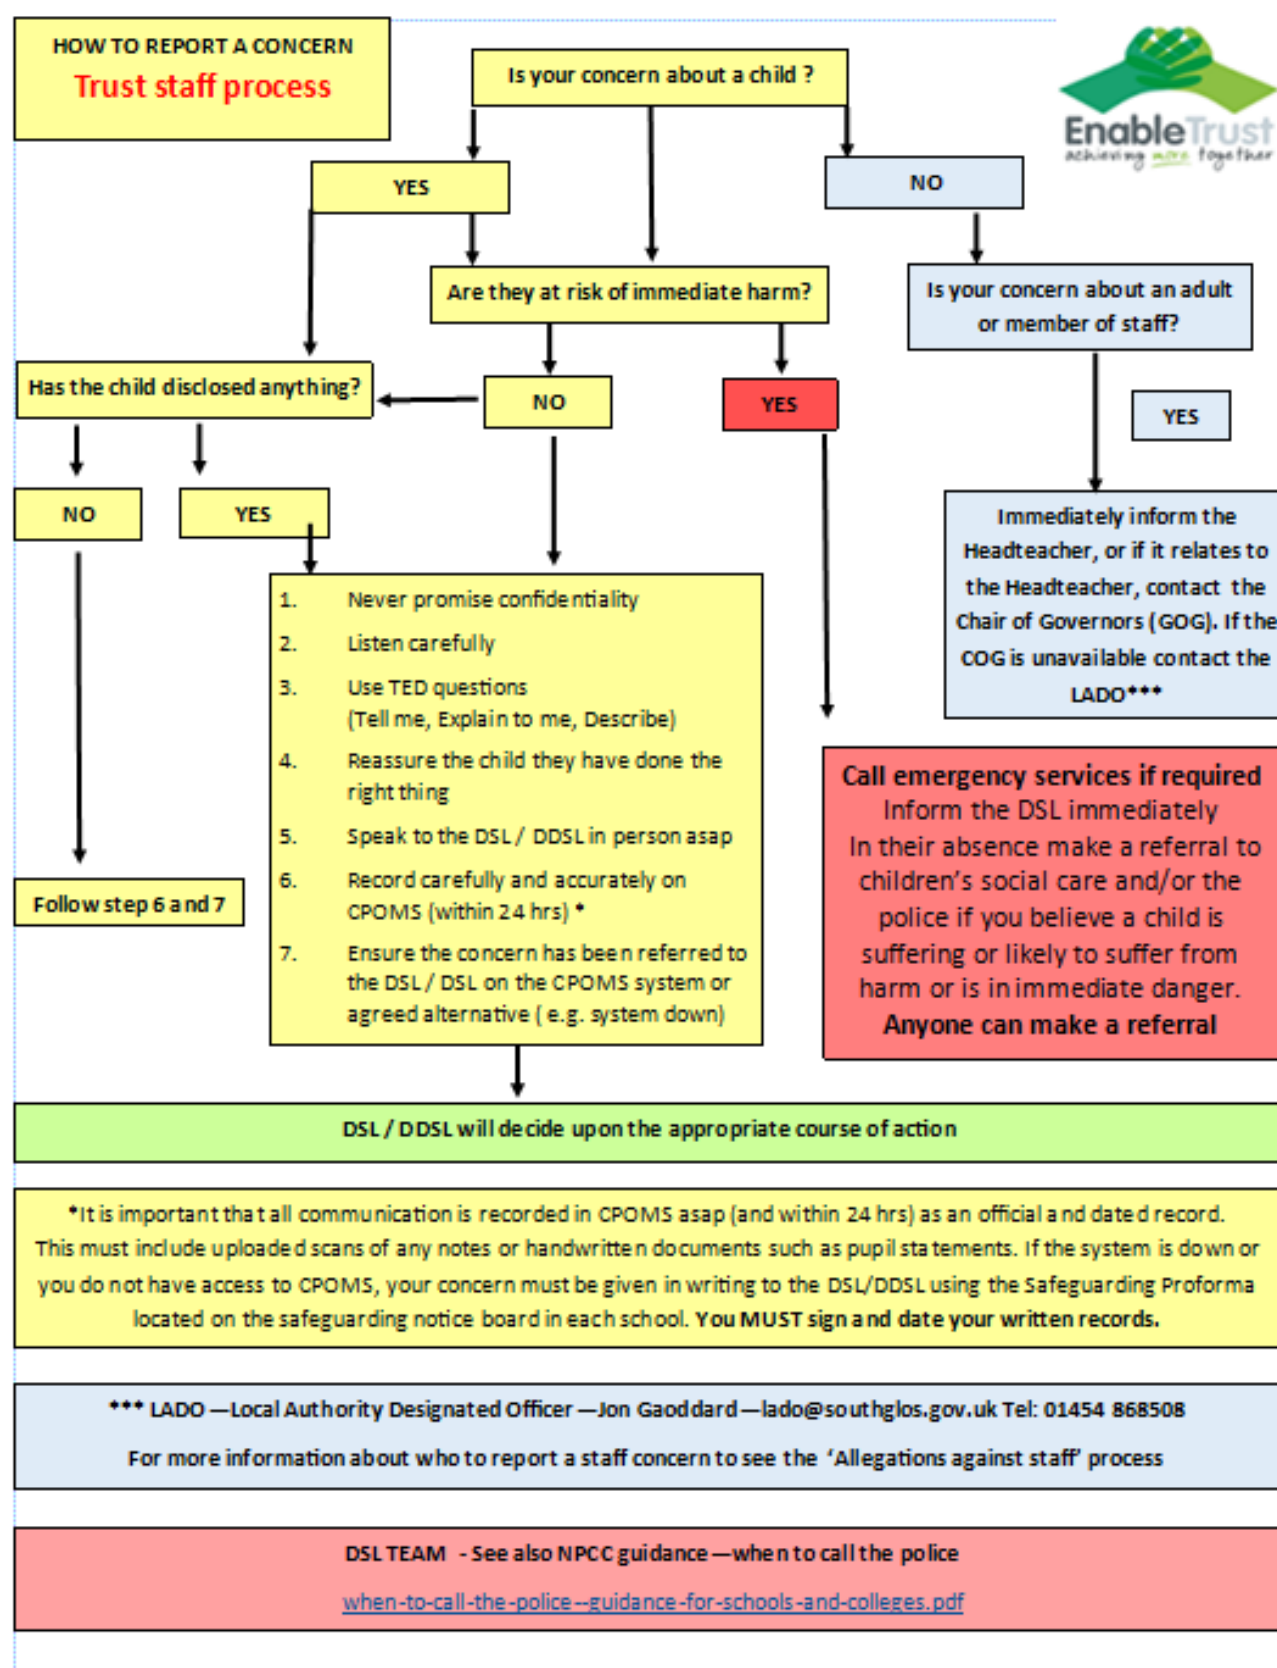 HOW TO REPORT A CONCERN
Trust staff process
Is your concern about a child ?
EnableTrust
achieving more together
YES
NO
Are they at risk of immediate harm?
Is your concern about an adult
or member of staff?
Has the child disclosed anything?
NO
YES
YES
NO
YES
Immediately inform the
Headteacher, or if it relates to
the Headteacher, contact the
Chair of Governors (GOG). If the
COG is unavailable contact the
LADO***
1. Never promise confidentiality
2. Listen carefully
3. Use TED questions
(Tell me, Explain to me, Describe)
4. Reassure the child they have done the
right thing
5. Speak to the DSL / DDSL in person asap
6. Record carefully and accurately on
CPOMS (within 24 hrs) *
7. Ensure the concern has been referred to
the DSL / DSL on the CPOMS system or
agreed alternative ( e.g. system down)
Follow step 6 and 7
Call emergency services if required
Inform the DSL immediately
In their absence make a referral to
children's social care and/or the
police if you believe a child is
suffering or likely to suffer from
harm or is in immediate danger.
Anyone can make a referral
DSL / DDSL will decide upon the appropriate course of action
*It is important that all communication is recorded in CPOMS asap (and within 24 hrs) as an official and dated record.
This must include uploaded scans of any notes or handwritten documents such as pupil statements. If the system is down or
you do not have access to CPOMS, your concern must be given in writing to the DSL/DDSL using the Safeguarding Proforma
located on the safeguarding notice board in each school. You MUST sign and date your written records.
*** LADO —Local Authority Designated Officer —Jon Gaoddard —lado@southglos.gov.uk Tel: 01454 868508
For more information about who to report a staff concern to see the ‘Allegations against staff’ process
DSL TEAM - See also NPCC guidance — when to call the police
when-to-call-the-police--guidance-for-schools-and-colleges.pdf